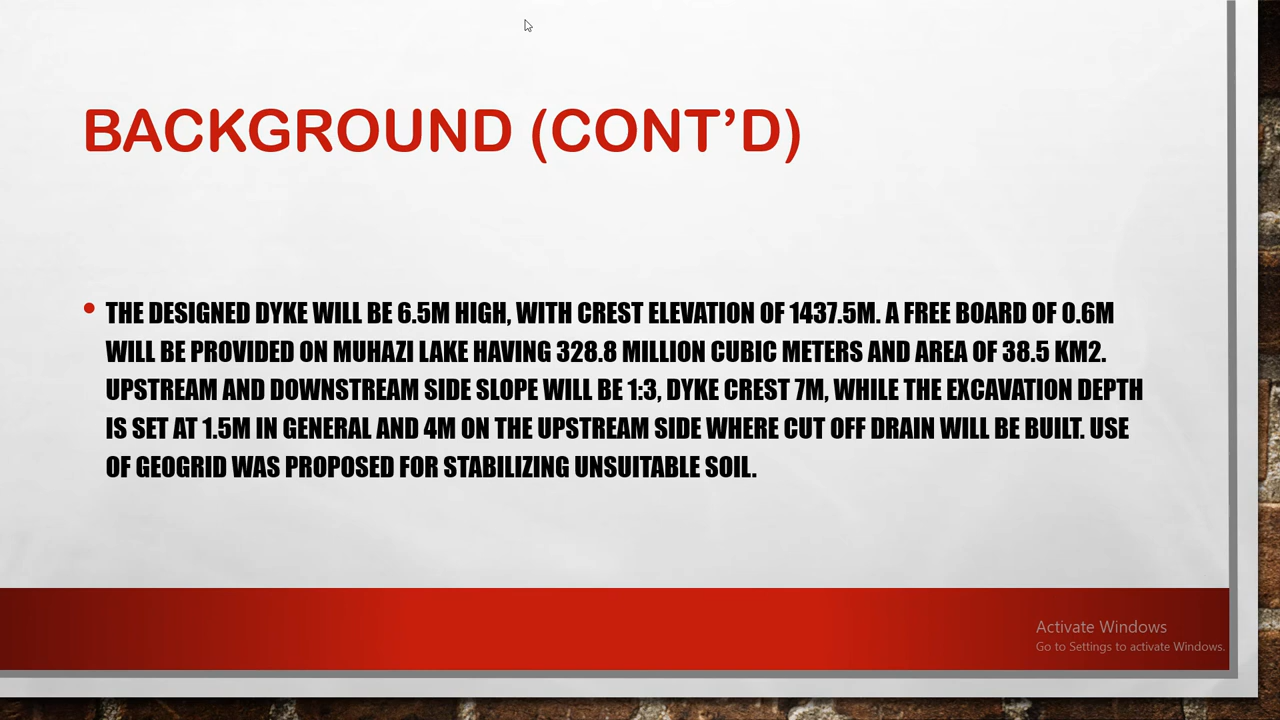 BACKGROUND (CONT’D)
• THE DESIGNED DYKE WILL BE 6.5M HIGH, WITH CREST ELEVATION OF 1437.5M. A FREE BOARD OF 0.6M
WILL BE PROVIDED ON MUHAZI LAKE HAVING 328.8 MILLION CUBIC METERS AND AREA OF 38.5 KM2.
UPSTREAM AND DOWNSTREAM SIDE SLOPE WILL BE 1:3, DYKE CREST 7M, WHILE THE EXCAVATION DEPTH
IS SET AT 1.5M IN GENERAL AND 4M ON THE UPSTREAM SIDE WHERE CUT OFF DRAIN WILL BE BUILT. USE
OF GEOGRID WAS PROPOSED FOR STABILIZING UNSUITABLE SOIL.
Activate Windows
Go to Settings to activate Windows.